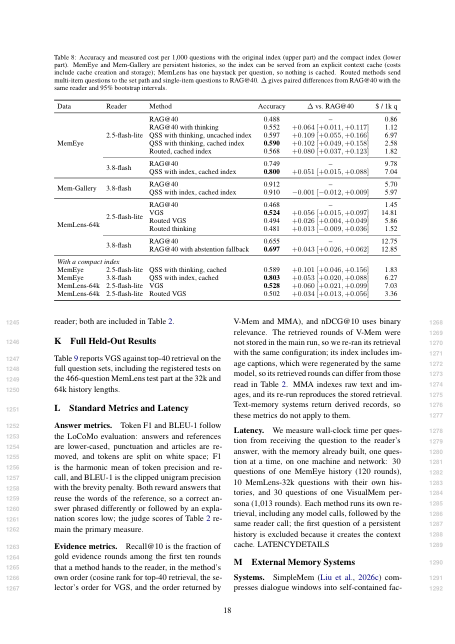 Table 8: Accuracy and measured cost per 1,000 questions with the original index (upper part) and the compact index (lower
part). MemEye and Mem-Gallery are persistent histories, so the index can be served from an explicit context cache (costs
include cache creation and storage); MemLens has one haystack per question, so nothing is cached. Routed methods send
multi-item questions to the set path and single-item questions to RAG@40. Δ gives paired differences from RAG@40 with the
same reader and 95% bootstrap intervals.
Data Reader Method Accuracy Δ vs. RAG@40 $ / 1k q
MemEye 2.5-flash-lite RAG@40 0.488 – 0.86
RAG@40 with thinking 0.552 +0.064 [+0.011, +0.117] 1.12
QSS with thinking, uncached index 0.597 +0.109 [+0.055, +0.166] 6.97
QSS with thinking, cached index 0.590 +0.102 [+0.049, +0.158] 2.58
Routed, cached index 0.568 +0.080 [+0.037, +0.123] 1.82
3.8-flash RAG@40 0.749 – 9.78
QSS with index, cached index 0.800 +0.051 [+0.015, +0.088] 7.04
Mem-Gallery 3.8-flash RAG@40 0.912 – 5.70
QSS with index, cached index 0.910 −0.001 [−0.012, +0.009] 5.97
MemLens-64k 2.5-flash-lite RAG@40 0.468 – 1.45
VGS 0.524 +0.056 [+0.015, +0.097] 14.81
Routed VGS 0.494 +0.026 [+0.004, +0.049] 5.86
Routed thinking 0.481 +0.013 [−0.009, +0.036] 1.52
3.8-flash RAG@40 0.655 – 12.75
RAG@40 with abstention fallback 0.697 +0.043 [+0.026, +0.062] 12.85
With a compact index
MemEye 2.5-flash-lite QSS with thinking, cached 0.589 +0.101 [+0.046, +0.156] 1.83
MemEye 3.8-flash QSS with index, cached 0.803 +0.053 [+0.020, +0.088] 6.27
MemLens-64k 2.5-flash-lite VGS 0.528 +0.060 [+0.021, +0.099] 7.03
MemLens-64k 2.5-flash-lite Routed VGS 0.502 +0.034 [+0.013, +0.056] 3.36
1245 reader; both are included in Table 2.
1246 K Full Held-Out Results
1247 Table 9 reports VGS against top-40 retrieval on the
1248 full question sets, including the registered tests on
1249 the 466-question MemLens test part at the 32k and
1250 64k history lengths.
1251 L Standard Metrics and Latency
1252 Answer metrics. Token F1 and BLEU-1 follow
1253 the LoCoMo evaluation: answers and references
1254 are lower-cased, punctuation and articles are re-
1255 moved, and tokens are split on white space; F1
1256 is the harmonic mean of token precision and re-
1257 call, and BLEU-1 is the clipped unigram precision
1258 with the brevity penalty. Both reward answers that
1259 reuse the words of the reference, so a correct an-
1260 swer phrased differently or followed by an expla-
1261 nation scores low; the judge scores of Table 2 re-
1262 main the primary measure.
1263 Evidence metrics. Recall@10 is the fraction of
1264 gold evidence rounds among the first ten rounds
1265 that a method hands to the reader, in the method's
1266 own order (cosine rank for top-40 retrieval, the se-
1267 lector's order for VGS, and the order returned by
V-Mem and MMA), and nDCG@10 uses binary 1268
relevance. The retrieved rounds of V-Mem were 1269
not stored in the main run, so we re-ran its retrieval 1270
with the same configuration; its index includes im- 1271
age captions, which were regenerated by the same 1272
model, so its retrieved rounds can differ from those 1273
read in Table 2. MMA indexes raw text and im- 1274
ages, and its re-run reproduces the stored retrieval. 1275
Text-memory systems return derived records, so 1276
these metrics do not apply to them. 1277
Latency. We measure wall-clock time per ques- 1278
tion from receiving the question to the reader's 1279
answer, with the memory already built, one ques- 1280
tion at a time, on one machine and network: 30 1281
questions of one MemEye history (120 rounds), 1282
10 MemLens-32k questions with their own his- 1283
tories, and 30 questions of one VisualMem per- 1284
sona (1,013 rounds). Each method runs its own re- 1285
trieval, including any model calls, followed by the 1286
same reader call; the first question of a persistent 1287
history is excluded because it creates the context 1288
cache. LATENCYDETAILS 1289
M External Memory Systems 1290
Systems. SimpleMem (Liu et al., 2026c) com- 1291
presses dialogue windows into self-contained fac- 1292
18